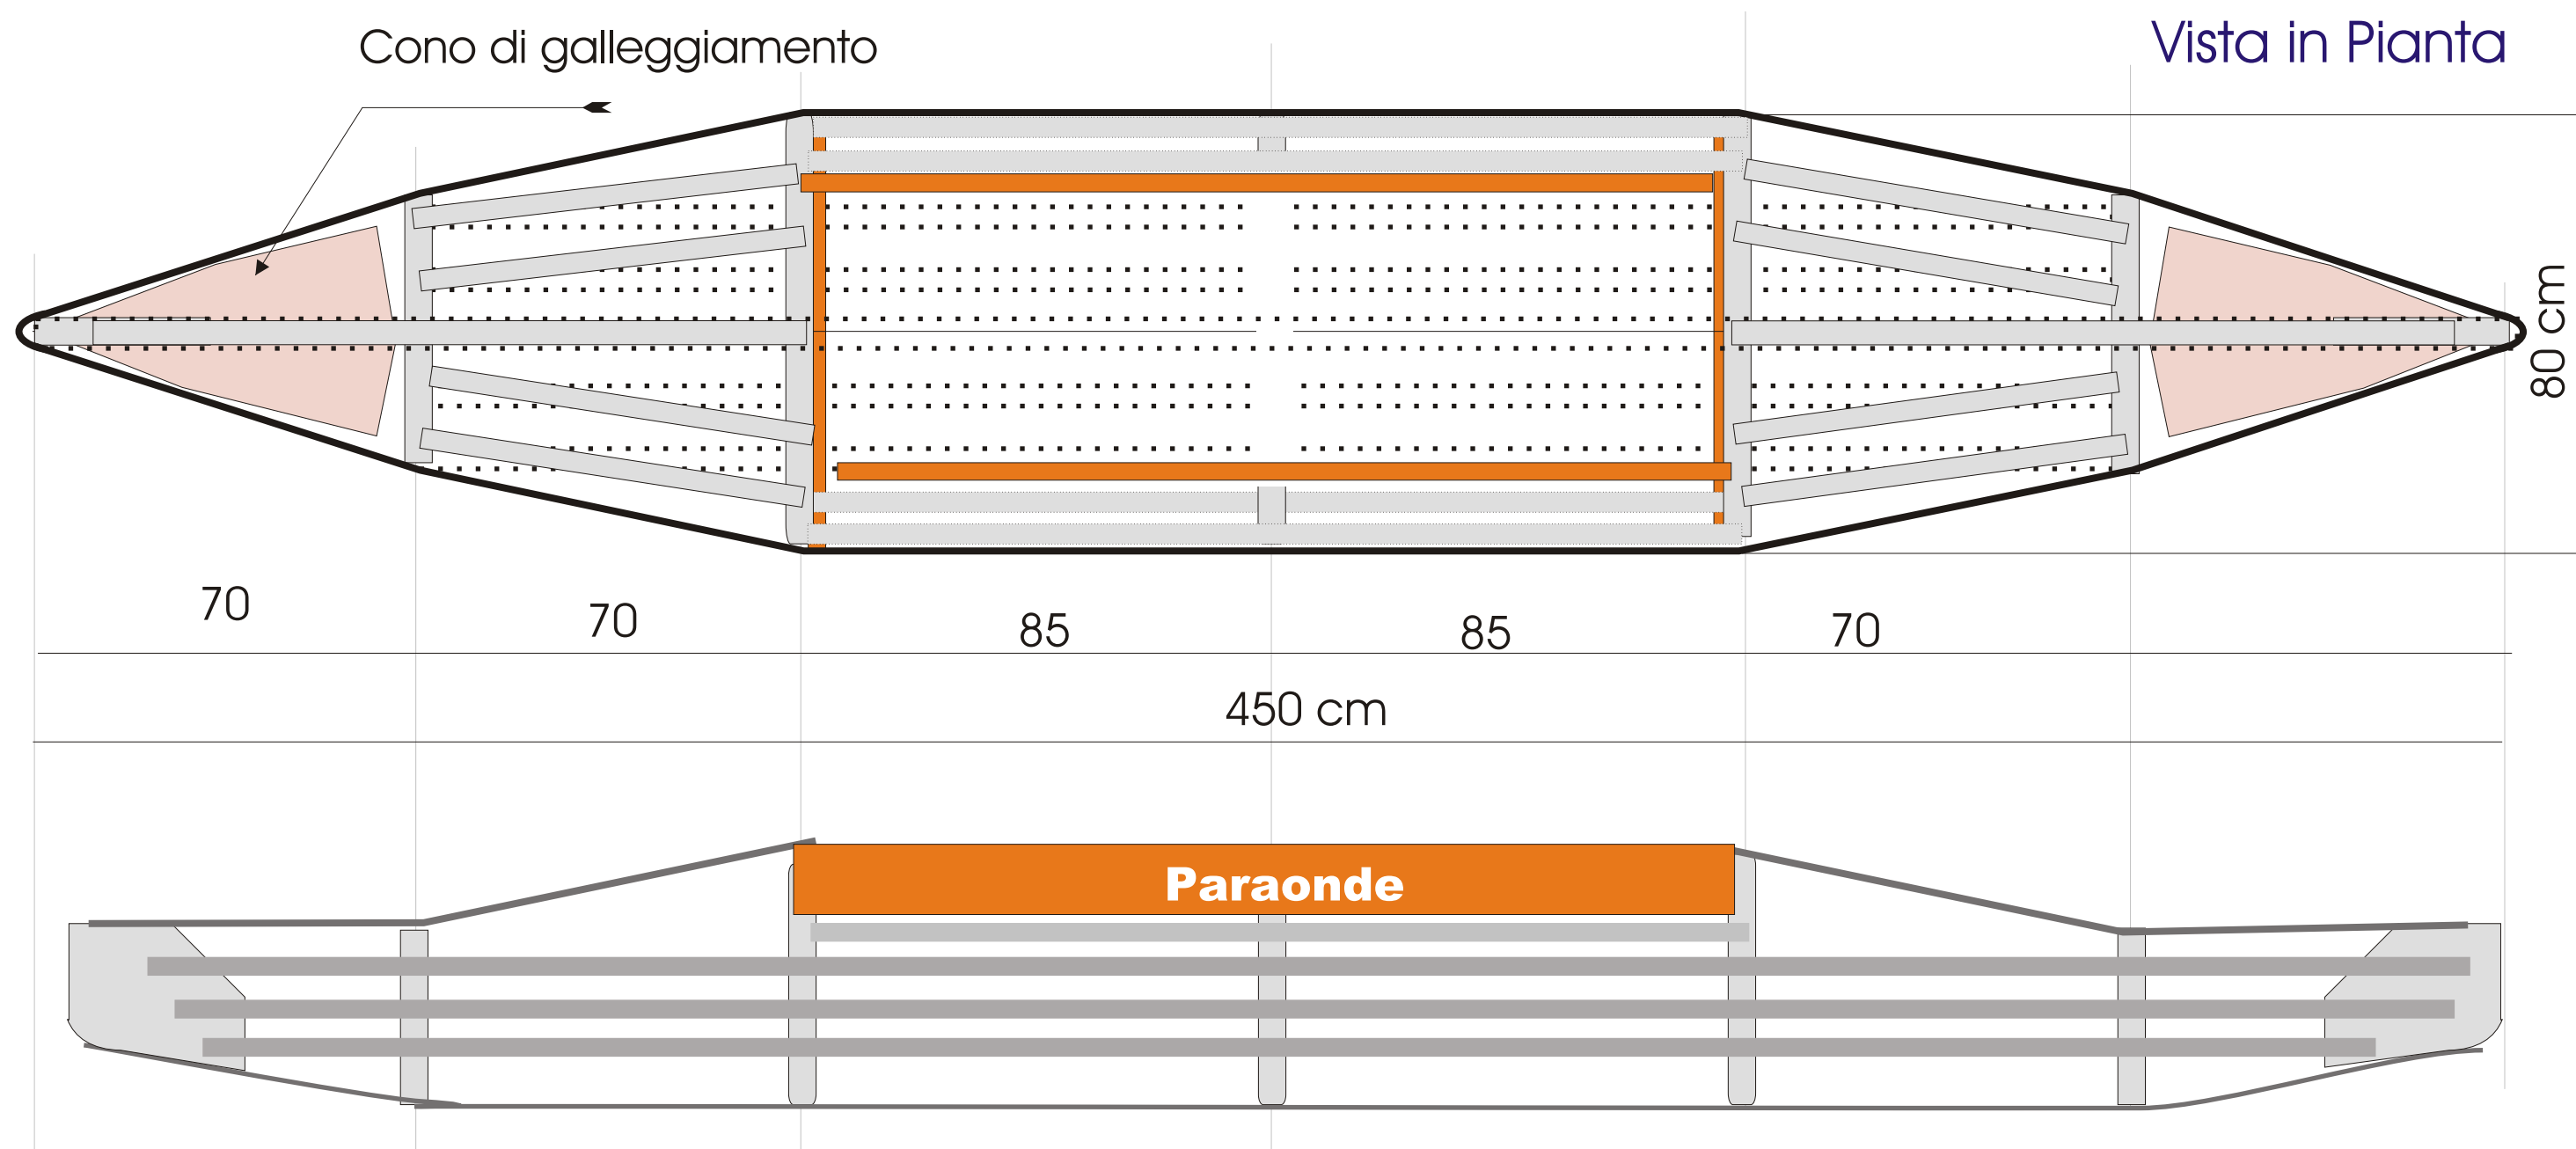 Cono di galleggiamento
Vista in Pianta
80 cm
70
70
85
85
70
450 cm
Paraonde